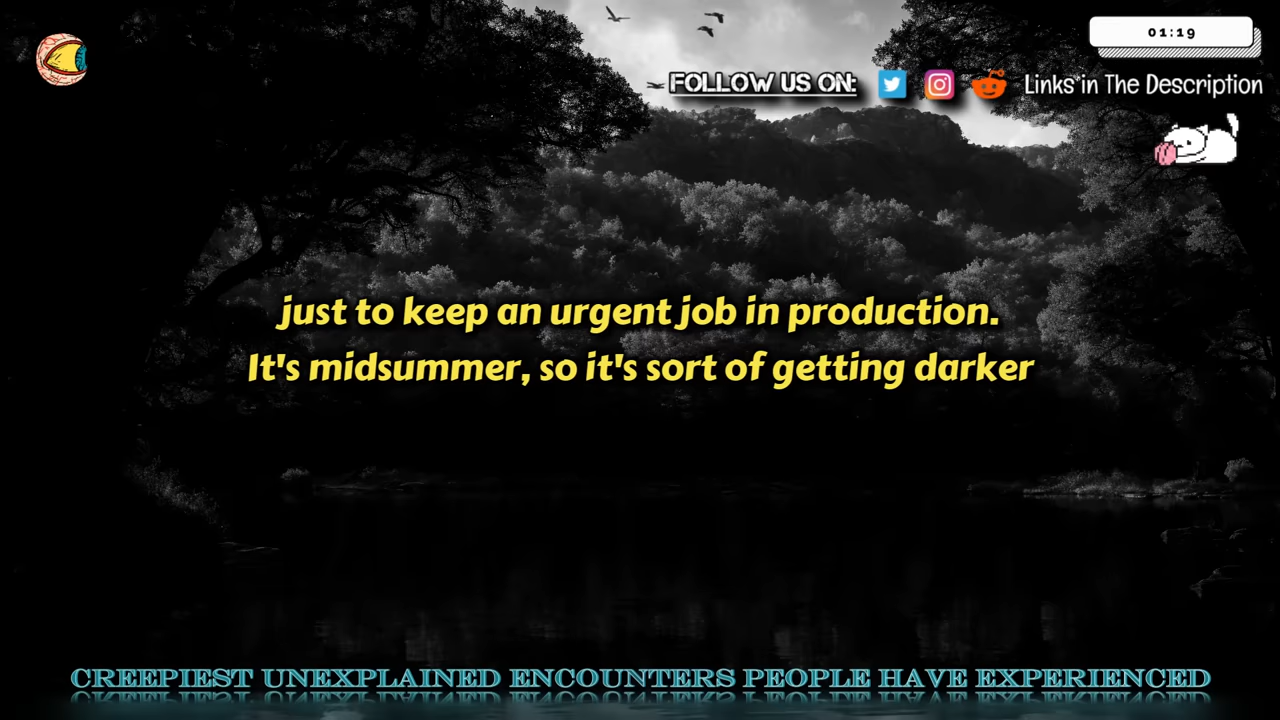 01:19
FOLLOW US ON:
Links in The Description
just to keep an urgent job in production.
It's midsummer, so it's sort of getting darker
CREEPIEST UNEXPLAINED ENCOUNTERS PEOPLE HAVE EXPERIENCED